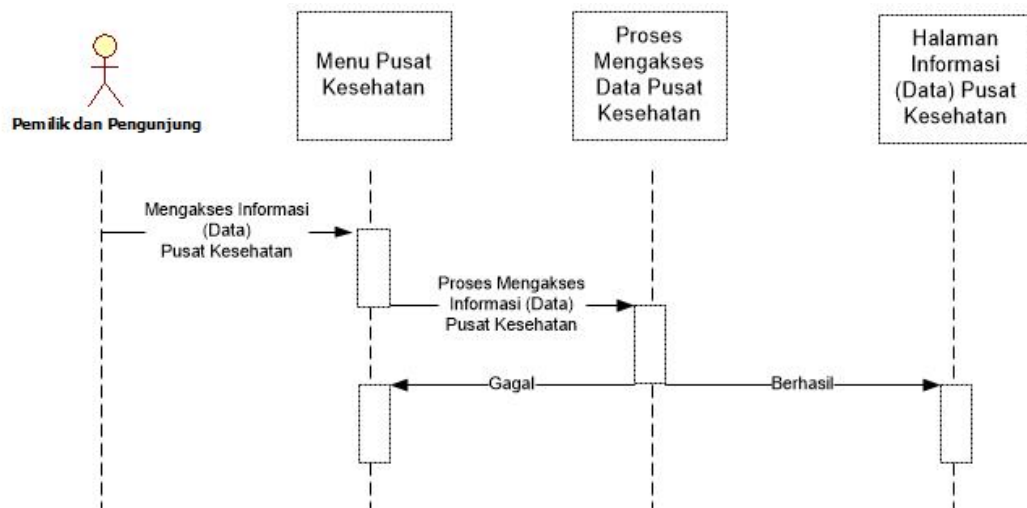 Pemilik dan Pengunjung
Menu Pusat
Kesehatan
Proses
Mengakses
Data Pusat
Kesehatan
Halaman
Informasi
(Data) Pusat
Kesehatan
Mengakses Informasi
(Data)
Pusat Kesehatan
Proses Mengakses
Informasi (Data)
Pusat Kesehatan
Gagal
Berhasil